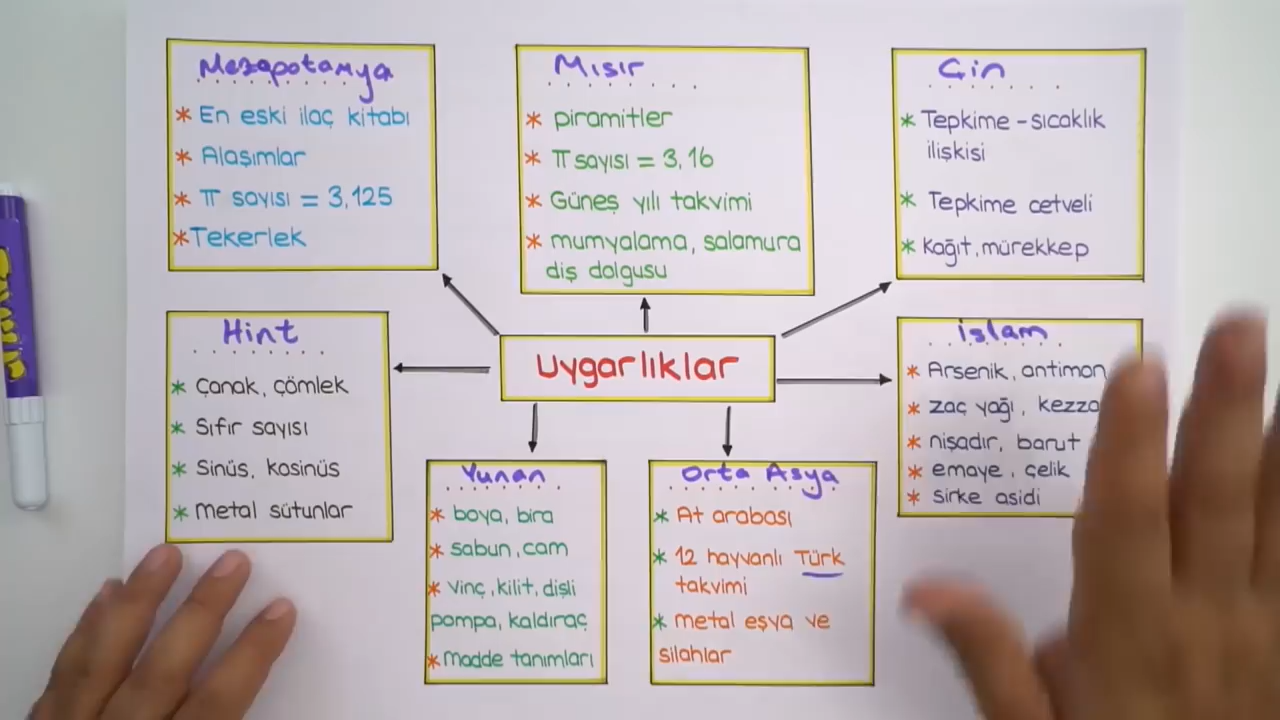 Mezapotamya
* En eski ilaç kitabı
* Alaşımlar
* π sayısı = 3,125
* Tekerlek
Mısır
* piramitler
* π sayısı = 3,16
* Güneş yılı takvimi
* mumyalama, salamura
diş dolgusu
Çin
* Tepkime - sıcaklık
ilişkisi
* Tepkime cetveli
* Kağıt, mürekkep
Uygarlıklar
Hint
* Çanak, çömlek
* Sıfır sayısı
* Sinüs, kosinüs
* Metal sütunlar
Yunan
* boya, bira
* sabun, cam
* vinç, kilit, dişli
pompa, kaldıraç
* madde tanımları
Orta Asya
* At arabası
* 12 hayvanlı Türk
takvimi
* metal eşya ve
silahlar
İslam
* Arsenik, antimon
* zaç yağı,
* nişadır, barut
* emaye, çelik
* sirke asidi